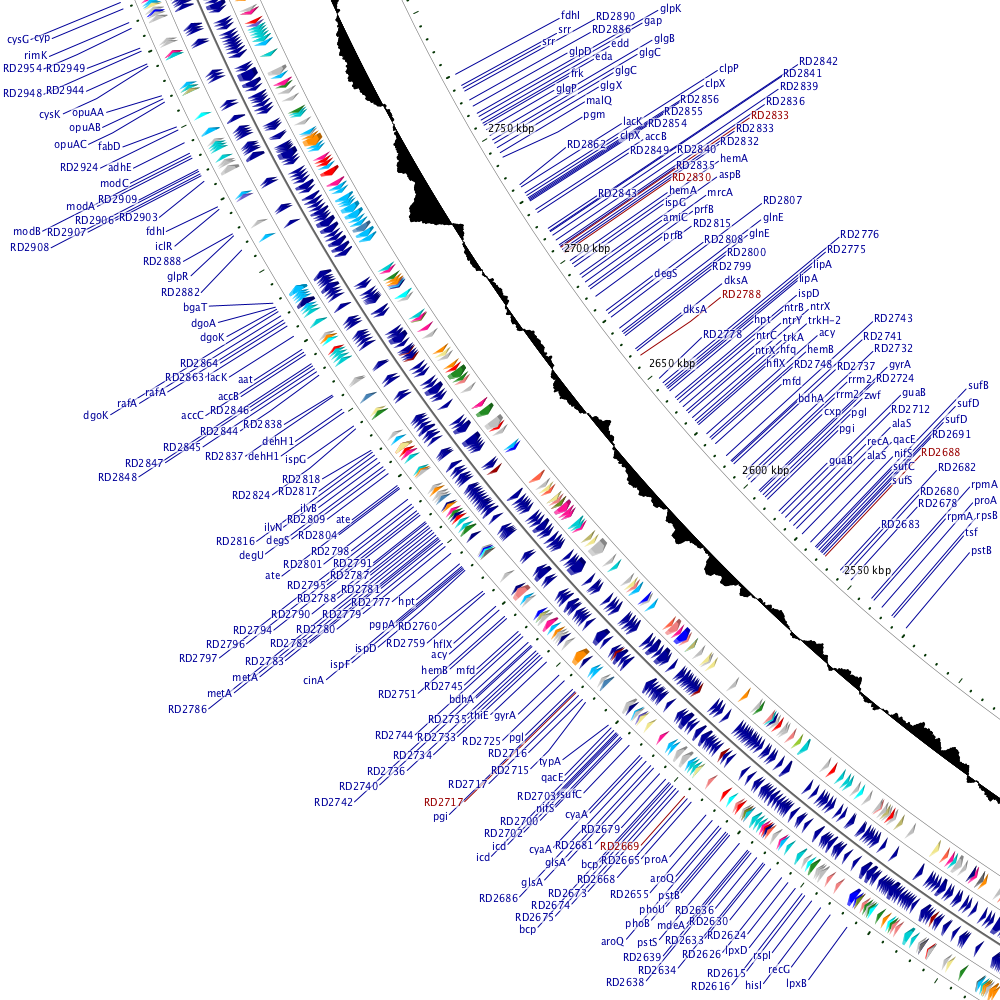 cysG
cyp
rimK
RD2954
RD2949
RD2948
RD2944
cysK
opuAA
opuAB
opuAC
fabD
RD2924
adhE
modC
modA
RD2909
RD2906
RD2903
modB
RD2907
fdhI
RD2908
iclR
RD2888
glpR
RD2882
bgaT
dgoA
dgoK
RD2864
RD2863
lacK
aat
rafA
rafA
accB
dgoK
accC
RD2846
RD2844
RD2838
RD2845
dehH1
RD2847
RD2837
dehH1
ispG
RD2848
RD2818
RD2824
RD2817
ilvB
ilvN
RD2809
ate
RD2816
degS
RD2804
degU
RD2798
RD2801
RD2791
ate
RD2787
RD2795
RD2781
RD2788
RD2777
hpt
RD2790
RD2779
RD2794
RD2780
pgpA
RD2760
RD2796
RD2782
ispD
RD2759
hflX
RD2797
RD2783
ispF
acy
metA
cinA
hemB
mfd
metA
RD2751
RD2745
RD2786
bdhA
RD2735
thiE
gyrA
RD2744
RD2733
RD2725
pgl
RD2734
RD2716
RD2736
RD2715
typA
RD2740
RD2717
qacE
RD2742
RD2717
RD2703
sufC
pgi
nifS
cyaA
RD2700
RD2679
RD2702
icd
cyaA
RD2681
RD2669
icd
glsA
bcp
RD2665
proA
glsA
RD2668
aroQ
RD2686
RD2673
RD2655
pstB
RD2674
phoU
RD2636
RD2675
phoB
mdeA
RD2630
bcp
aroQ
pstS
RD2633
RD2624
RD2639
RD2626
lpxD
rspI
RD2634
RD2615
recG
RD2638
RD2616
hisI
lpxB
fdhI
RD2890
glpK
srr
RD2886
gap
srr
edd
glgB
glpD
eda
glgC
frk
glgC
glgP
glgX
malQ
pgm
2750 kbp
clpP
RD2842
clpX
RD2841
RD2839
RD2856
RD2836
RD2855
RD2833
lacK
RD2854
RD2833
clpX
accB
RD2832
RD2862
RD2849
RD2840
hemA
RD2835
aspB
RD2830
RD2843
hemA
mrcA
ispG
prfB
RD2807
amiC
RD2815
glnE
prfB
RD2808
glnE
2700 kbp
RD2800
RD2776
RD2799
RD2775
degS
dksA
lipA
RD2788
lipA
dksA
ispD
ntrB
ntrX
hpt
ntrY
trkH-2
RD2743
RD2778
ntrC
trkA
acy
RD2741
ntrX
hfq
hemB
RD2732
2650 kbp
hflX
RD2748
RD2737
gyrA
mfd
rrm2
RD2724
bdhA
rrm2
zwf
guaB
sufB
cxp
pgl
RD2712
sufD
pgi
alaS
sufD
recA
qacE
RD2691
guaB
alaS
nifS
RD2688
2600 kbp
sufC
RD2682
sufS
RD2680
rpmA
RD2678
proA
RD2683
rpmA
rpsB
tsf
pstB
2550 kbp